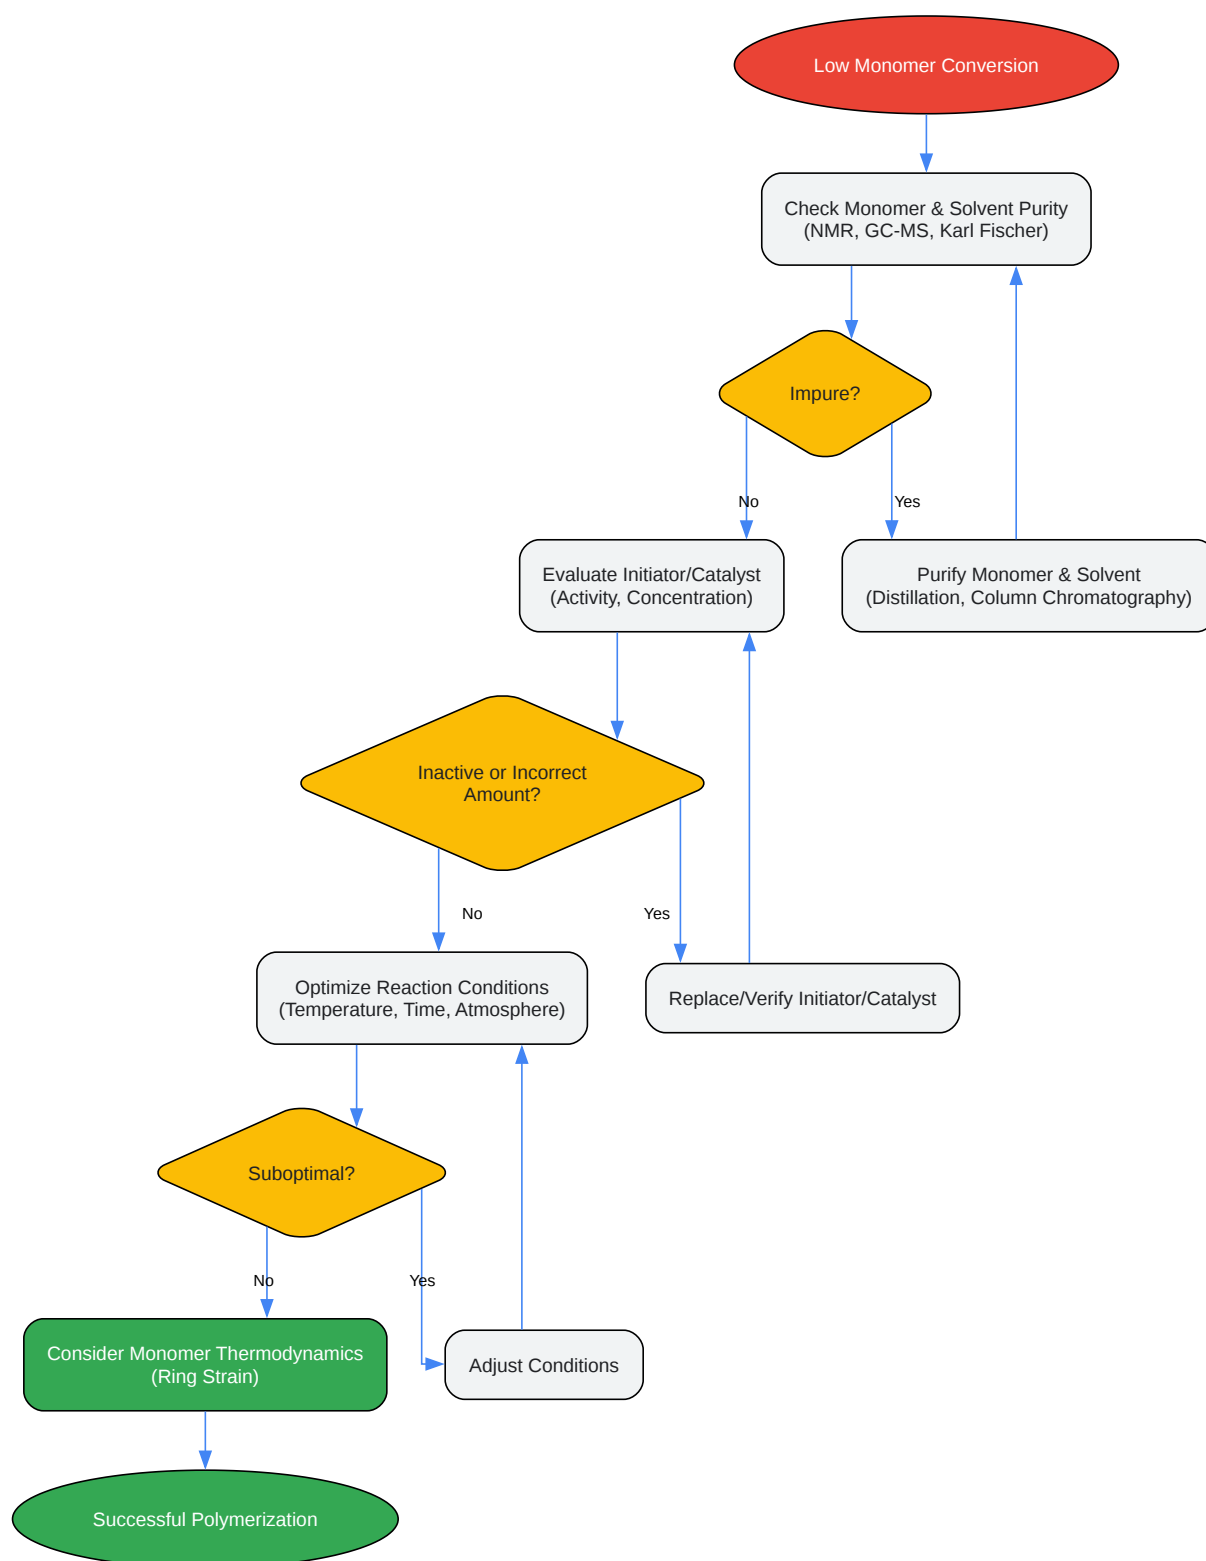 Low Monomer Conversion
Check Monomer & Solvent Purity
(NMR, GC-MS, Karl Fischer)
Impure?
No
Yes
Evaluate Initiator/Catalyst
(Activity, Concentration)
Purify Monomer & Solvent
(Distillation, Column Chromatography)
Inactive or Incorrect
Amount?
No
Yes
Optimize Reaction Conditions
(Temperature, Time, Atmosphere)
Replace/Verify Initiator/Catalyst
Suboptimal?
No
Yes
Consider Monomer Thermodynamics
(Ring Strain)
Adjust Conditions
Successful Polymerization